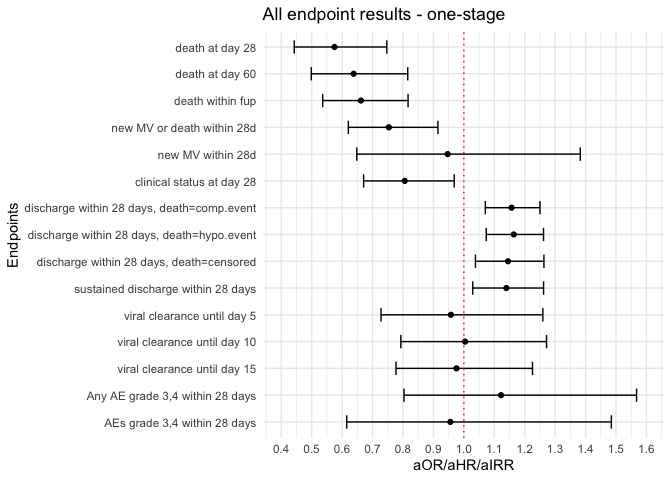 All endpoint results - one-stage
Endpoints
death at day 28
death at day 60
death within fup
new MV or death within 28d
new MV within 28d
clinical status at day 28
discharge within 28 days, death=comp.event
discharge within 28 days, death=hypo.event
discharge within 28 days, death=censored
sustained discharge within 28 days
viral clearance until day 5
viral clearance until day 10
viral clearance until day 15
Any AE grade 3,4 within 28 days
AEs grade 3,4 within 28 days
0.4 0.5 0.6 0.7 0.8 0.9 1.0 1.1 1.2 1.3 1.4 1.5 1.6
aOR/aHR/aIRR